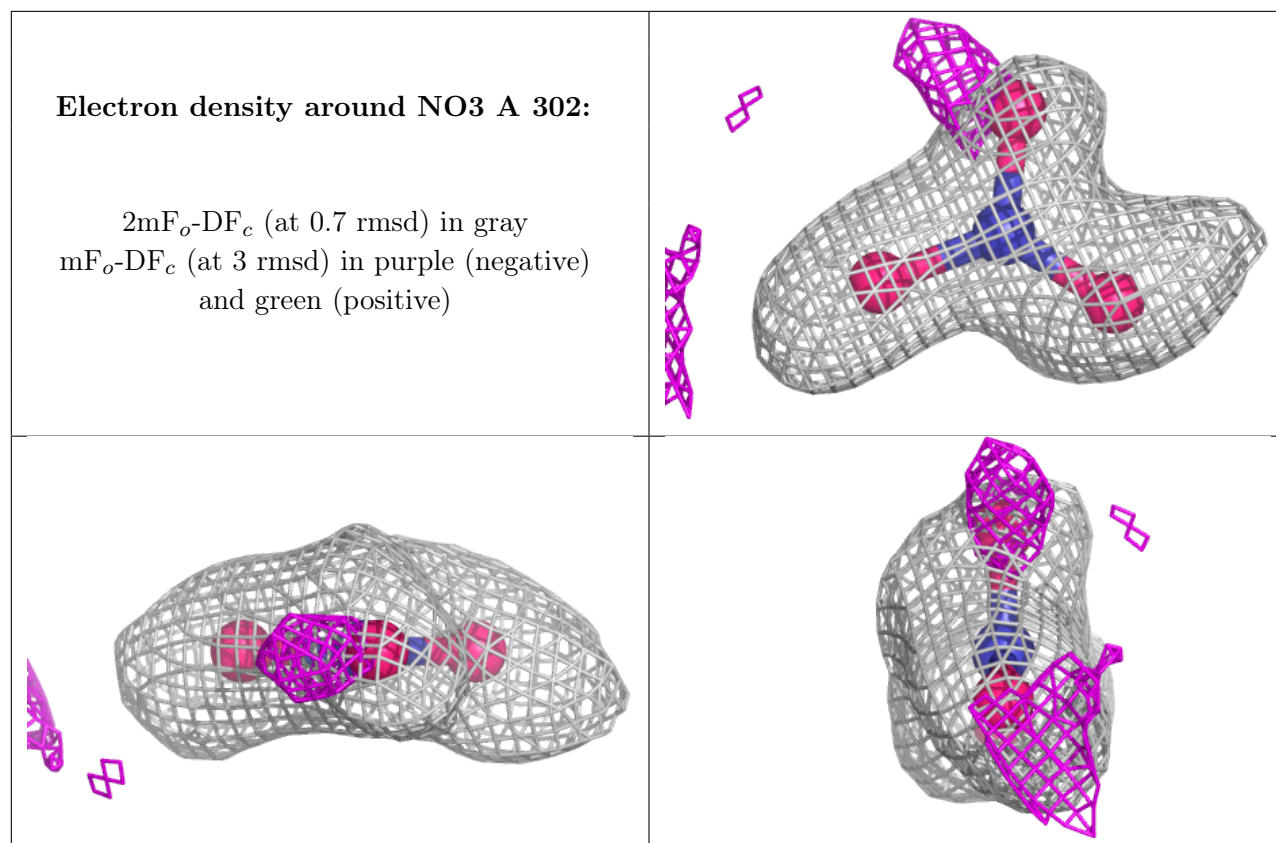 Electron density around NO3 A 302:
2mFo-DFc (at 0.7 rmsd) in gray
mFo-DFc (at 3 rmsd) in purple (negative)
and green (positive)